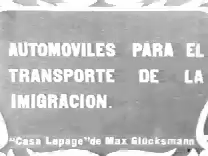 AUTOMOVILES PARA EL
TRANSPORTE DE LA
IMIGRACION.
"Casa Lepage" de Max Glücksmann